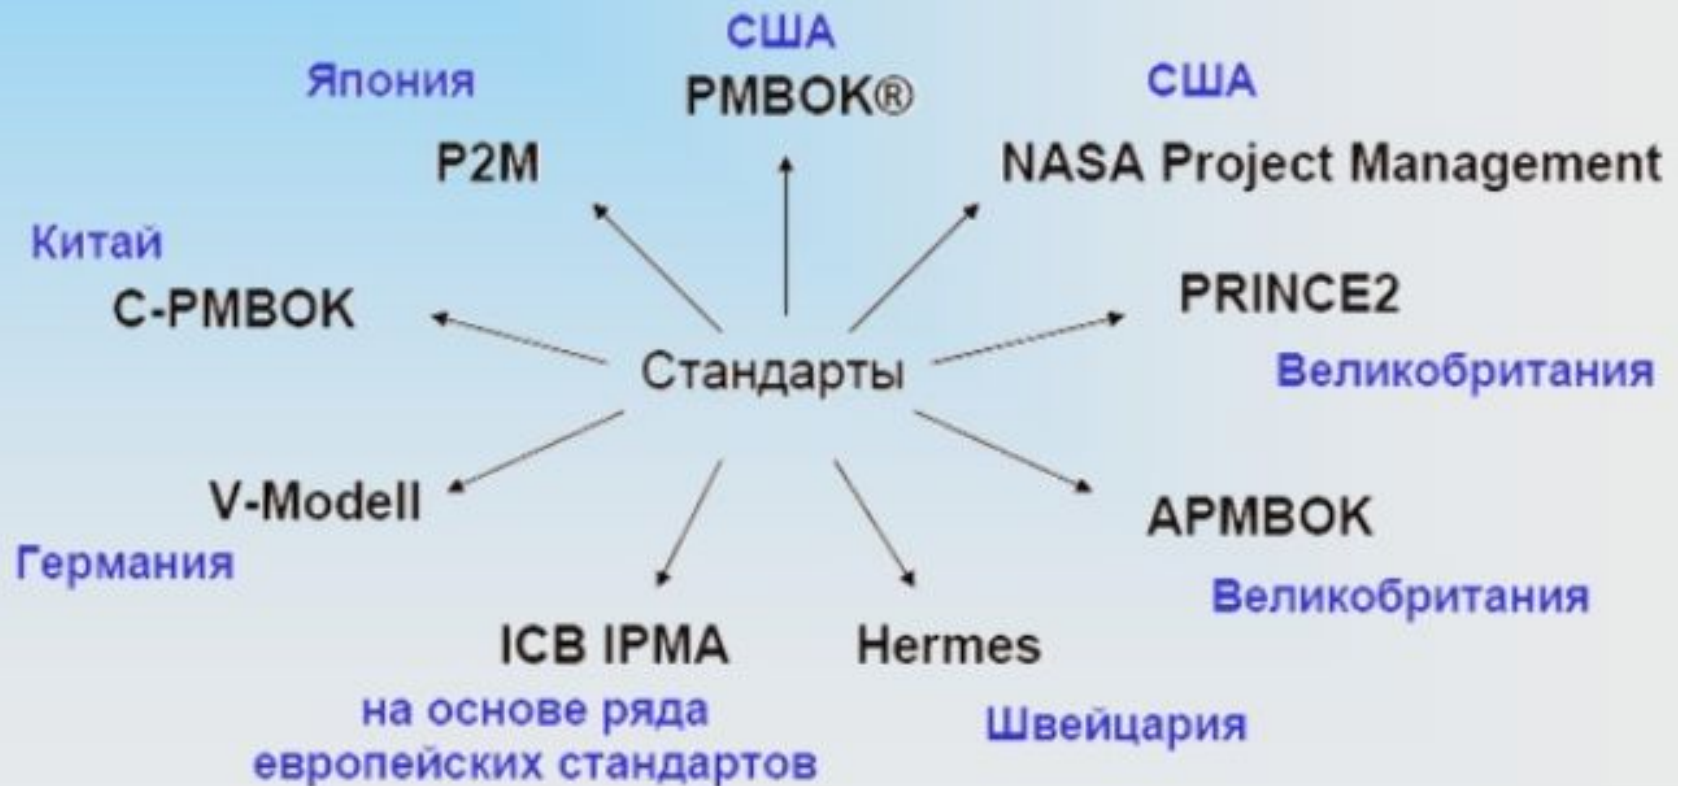 США
PMBOK®
Япония
P2M
США
NASA Project Management
Китай
C-PMBOK
PRINCE2
Великобритания
Стандарты
V-Modell
Германия
APMBOK
Великобритания
ICB IPMA
на основе ряда
европейских стандартов
Hermes
Швейцария